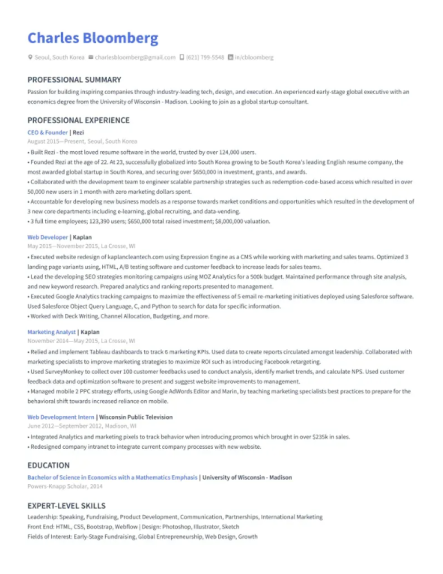 Charles Bloomberg
Seoul, South Korea charlesbloomberg@gmail.com (621) 799-5548 in/cbloomberg
PROFESSIONAL SUMMARY
Passion for building inspiring companies through industry-leading tech, design, and execution. An experienced early-stage global executive with an
economics degree from the University of Wisconsin - Madison. Looking to join as a global startup consultant.
PROFESSIONAL EXPERIENCE
CEO & Founder | Rezi
August 2015—Present, Seoul, South Korea
• Built Rezi - the most loved resume software in the world, trusted by over 124,000 users.
• Founded Rezi at the age of 22. At 23, successfully globalized into South Korea growing to be South Korea's leading English resume company, the
most awarded global startup in South Korea, and securing over $650,000 in investment, grants, and awards.
• Collaborated with the development team to engineer scalable partnership strategies such as redemption-code-based access which resulted in over
50,000 new users in 1 month with zero marketing dollars spent.
• Accountable for developing new business models as a response towards market conditions and opportunities which resulted in the development of
3 new core departments including e-learning, global recruiting, and data-vending.
• 3 full time employees; 123,390 users; $650,000 total raised investment; $8,000,000 valuation.
Web Developer | Kaplan
May 2015—November 2015, La Crosse, WI
• Executed website redesign of kaplancleantech.com using Expression Engine as a CMS while working with marketing and sales teams. Optimized 3
landing page variations using, HTML, A/B testing software and customer feedback to increase leads for sales teams.
• Lead the developing SEO strategies monitoring campaigns using MOZ Analytics for a 500k budget. Maintained performance through site analysis,
and new keyword research. Prepared analytics and ranking reports presented to management.
• Executed Google Analytics tracking campaigns to maximize the effectiveness of 5 email re-marketing initiatives deployed using Salesforce software.
Used Salesforce Object Query Language, C, and Python to search for data for specific information.
• Worked with Deck Writing, Channel Allocation, Budgeting, and more.
Marketing Analyst | Kaplan
November 2014—May 2015, La Crosse, WI
• Relied and implement Tableau dashboards to track 6 marketing KPIs. Used data to create reports circulated amongst leadership. Collaborated with
marketing specialists to improve marketing strategies to maximize ROI such as introducing Facebook retargeting.
• Used SurveyMonkey to collect over 100 customer feedbacks used to conduct analysis, identify market trends, and calculate NPS. Used customer
feedback data and optimization software to present and suggest website improvements to management.
• Managed mobile 2 PPC strategy efforts, using Google AdWords Editor and Marin, by teaching marketing specialists best practices to prepare for the
behavioral shift towards increased reliance on mobile.
Web Development Intern | Wisconsin Public Television
June 2012—September 2012, Madison, WI
• Integrated Analytics and marketing pixels to track behavior when introducing promos which brought in over $235k in sales.
• Redesigned company intranet to integrate current company processes with new website.
EDUCATION
Bachelor of Science in Economics with a Mathematics Emphasis | University of Wisconsin - Madison
Powers-Knapp Scholar, 2014
EXPERT-LEVEL SKILLS
Leadership: Speaking, Fundraising, Product Development, Communication, Partnerships, International Marketing
Front End: HTML, CSS, Bootstrap, Webflow | Design: Photoshop, Illustrator, Sketch
Fields of Interest: Early-Stage Fundraising, Global Entrepreneurship, Web Design, Growth